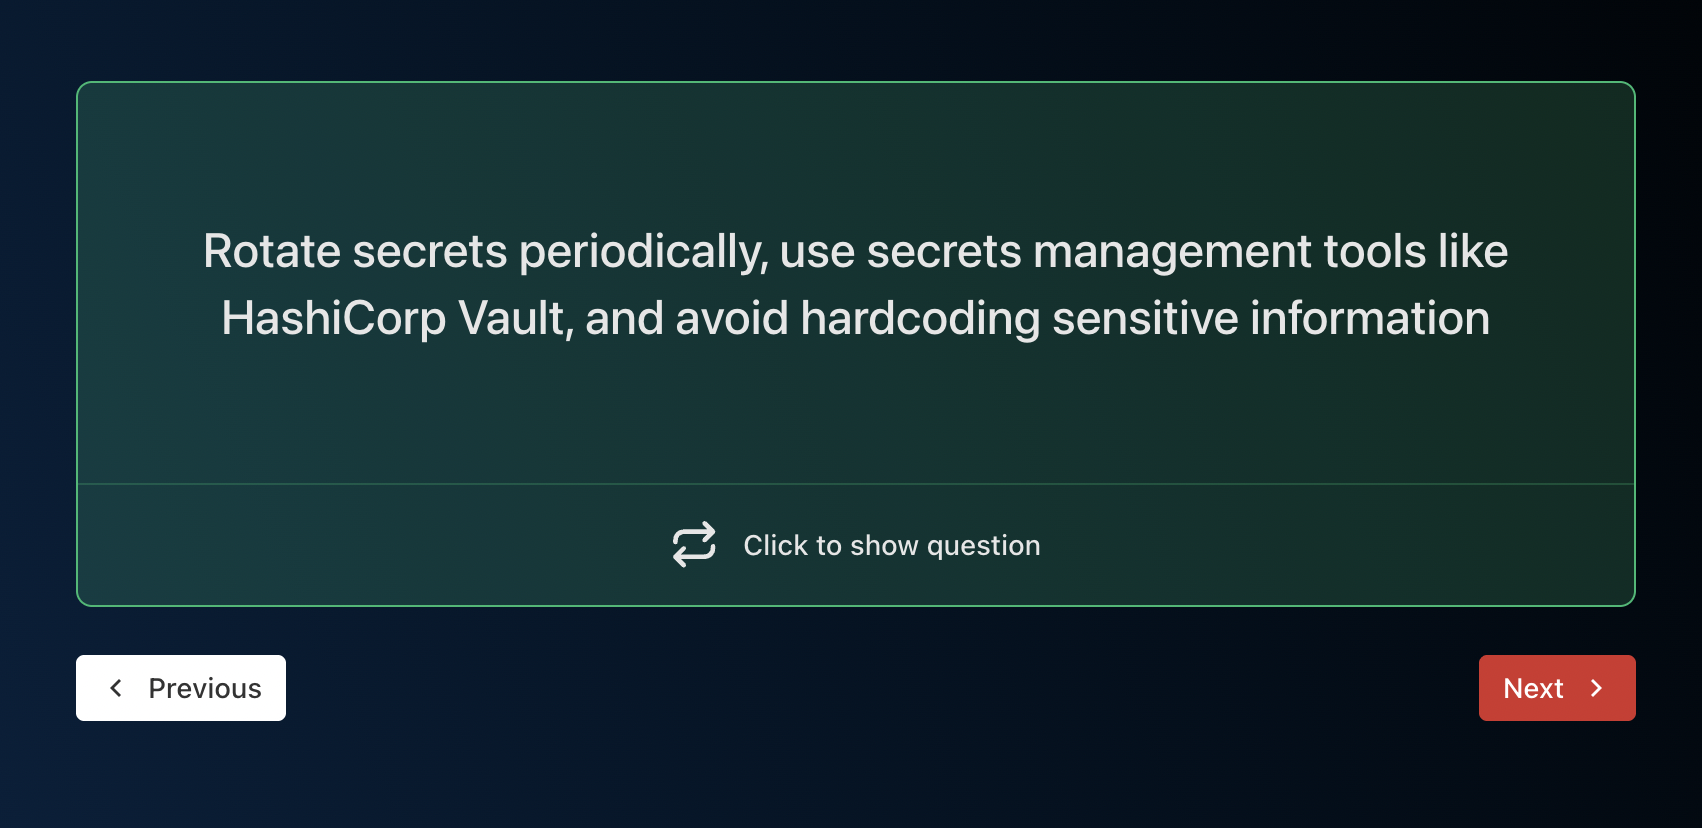 Rotate secrets periodically, use secrets management tools like
HashiCorp Vault, and avoid hardcoding sensitive information
Click to show question
Previous
Next